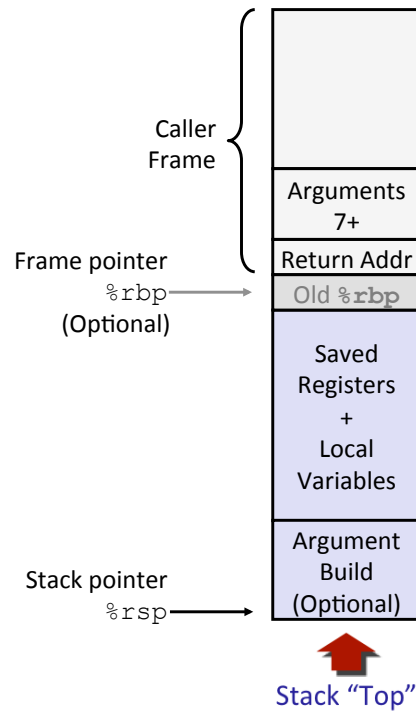 Caller
Frame
Arguments
7+
Return Addr
Frame pointer
%rbp
(Optional)
Old %rbp
Saved
Registers
+
Local
Variables
Argument
Build
(Optional)
Stack pointer
%rsp
Stack “Top”